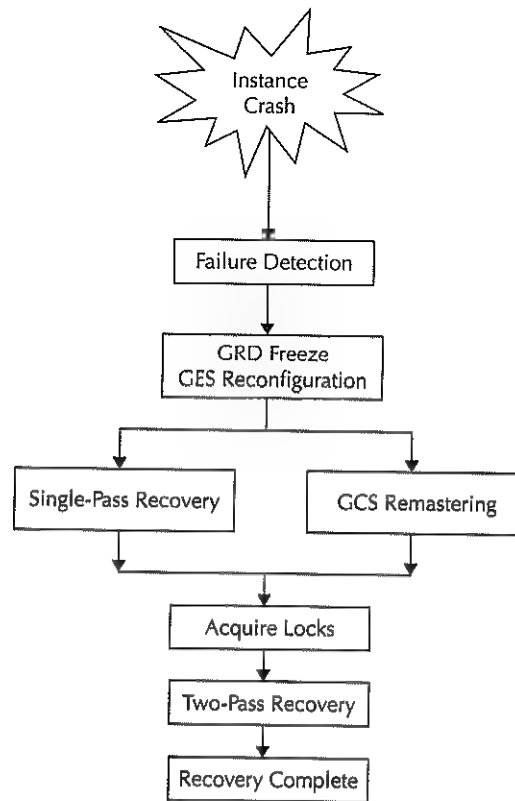 Instance
Crash
Failure Detection
GRD Freeze
GES Reconfiguration
Single-Pass Recovery
GCS Remastering
Acquire Locks
Two-Pass Recovery
Recovery Complete